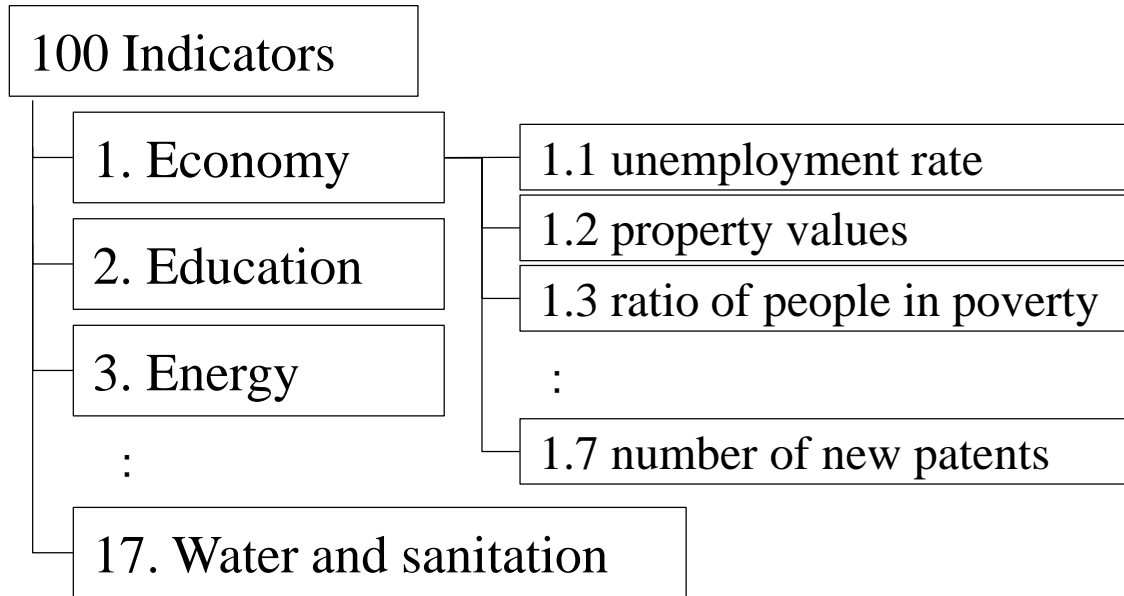 100 Indicators
1. Economy
2. Education
3. Energy
:
17. Water and sanitation
1.1 unemployment rate
1.2 property values
1.3 ratio of people in poverty
:
1.7 number of new patents